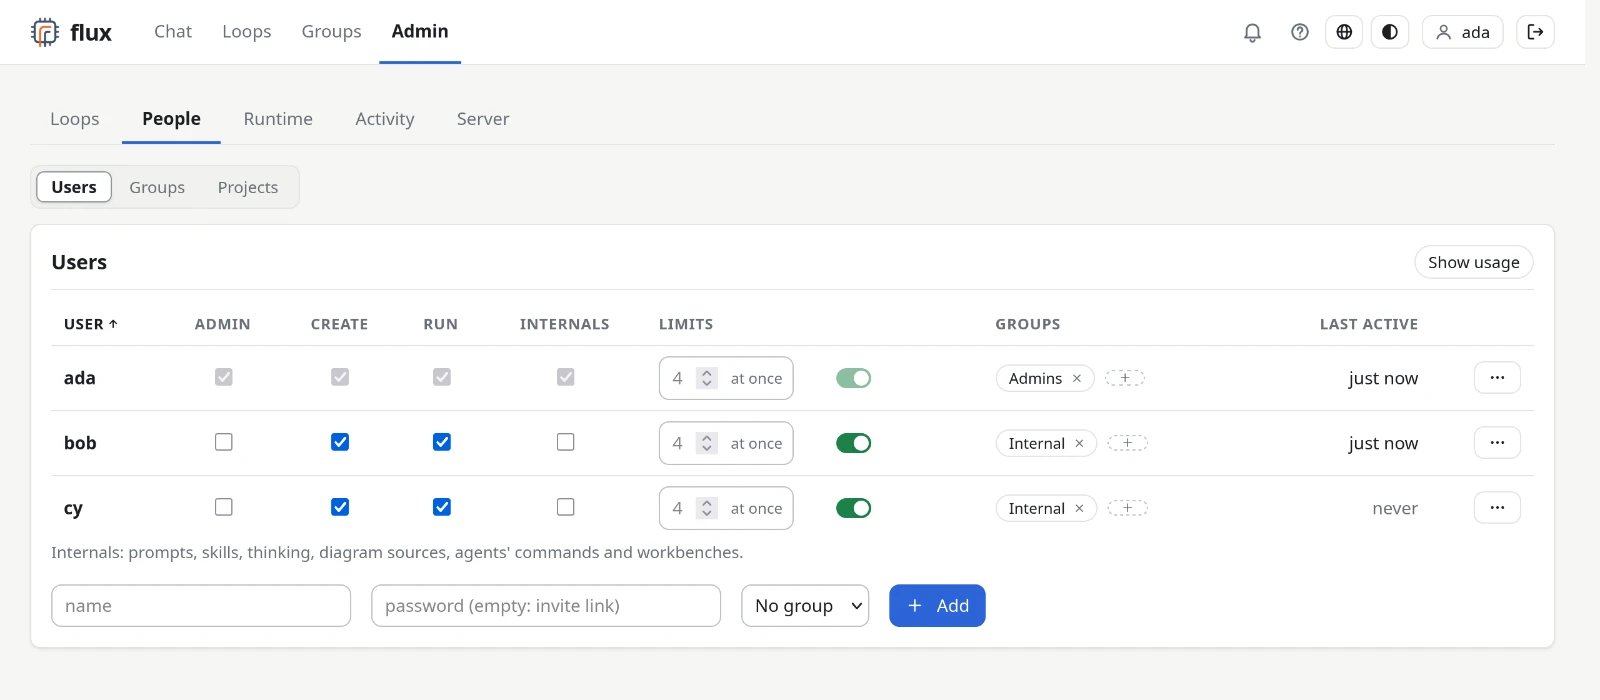 flux Chat Loops Groups Admin ada
Loops People Runtime Activity Server
Users Groups Projects
Users Show usage
USER ↑ ADMIN CREATE RUN INTERNALS LIMITS GROUPS LAST ACTIVE
ada 4 at once Admins × + just now ...
bob 4 at once Internal × + just now ...
cy 4 at once Internal × + never ...
Internals: prompts, skills, thinking, diagram sources, agents' commands and workbenches.
name password (empty: invite link) No group + Add